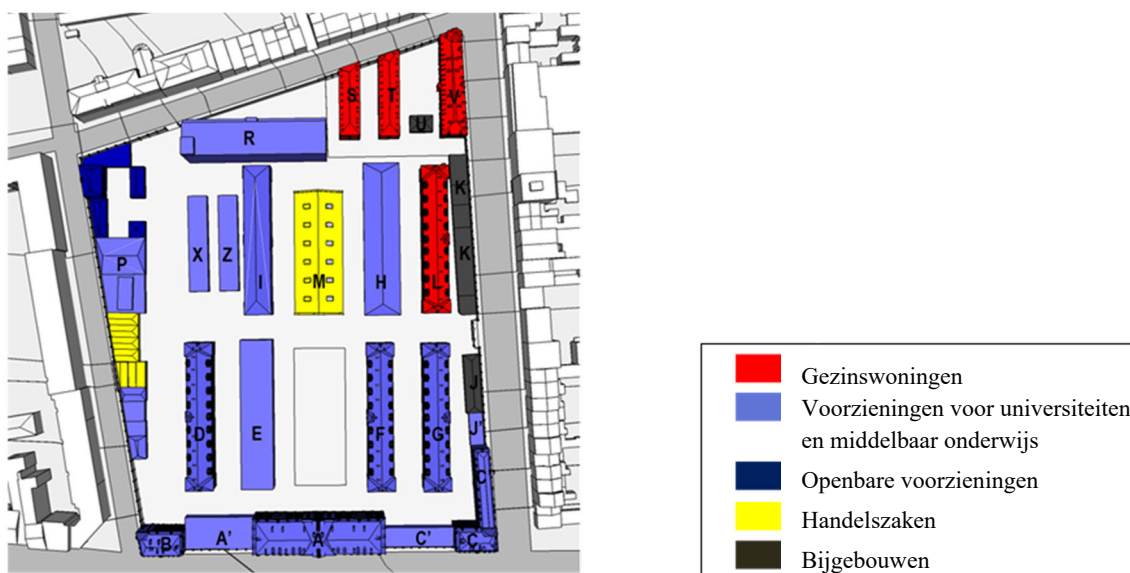 S
T
V
U
R
K
X
Z
I
M
H
L
K
P
J
J'
D
E
F
G
C'
B
A'
A
C'
C
Gezinswoningen
Voorzieningen voor universiteiten
en middelbaar onderwijs
Openbare voorzieningen
Handelszaken
Bijgebouwen